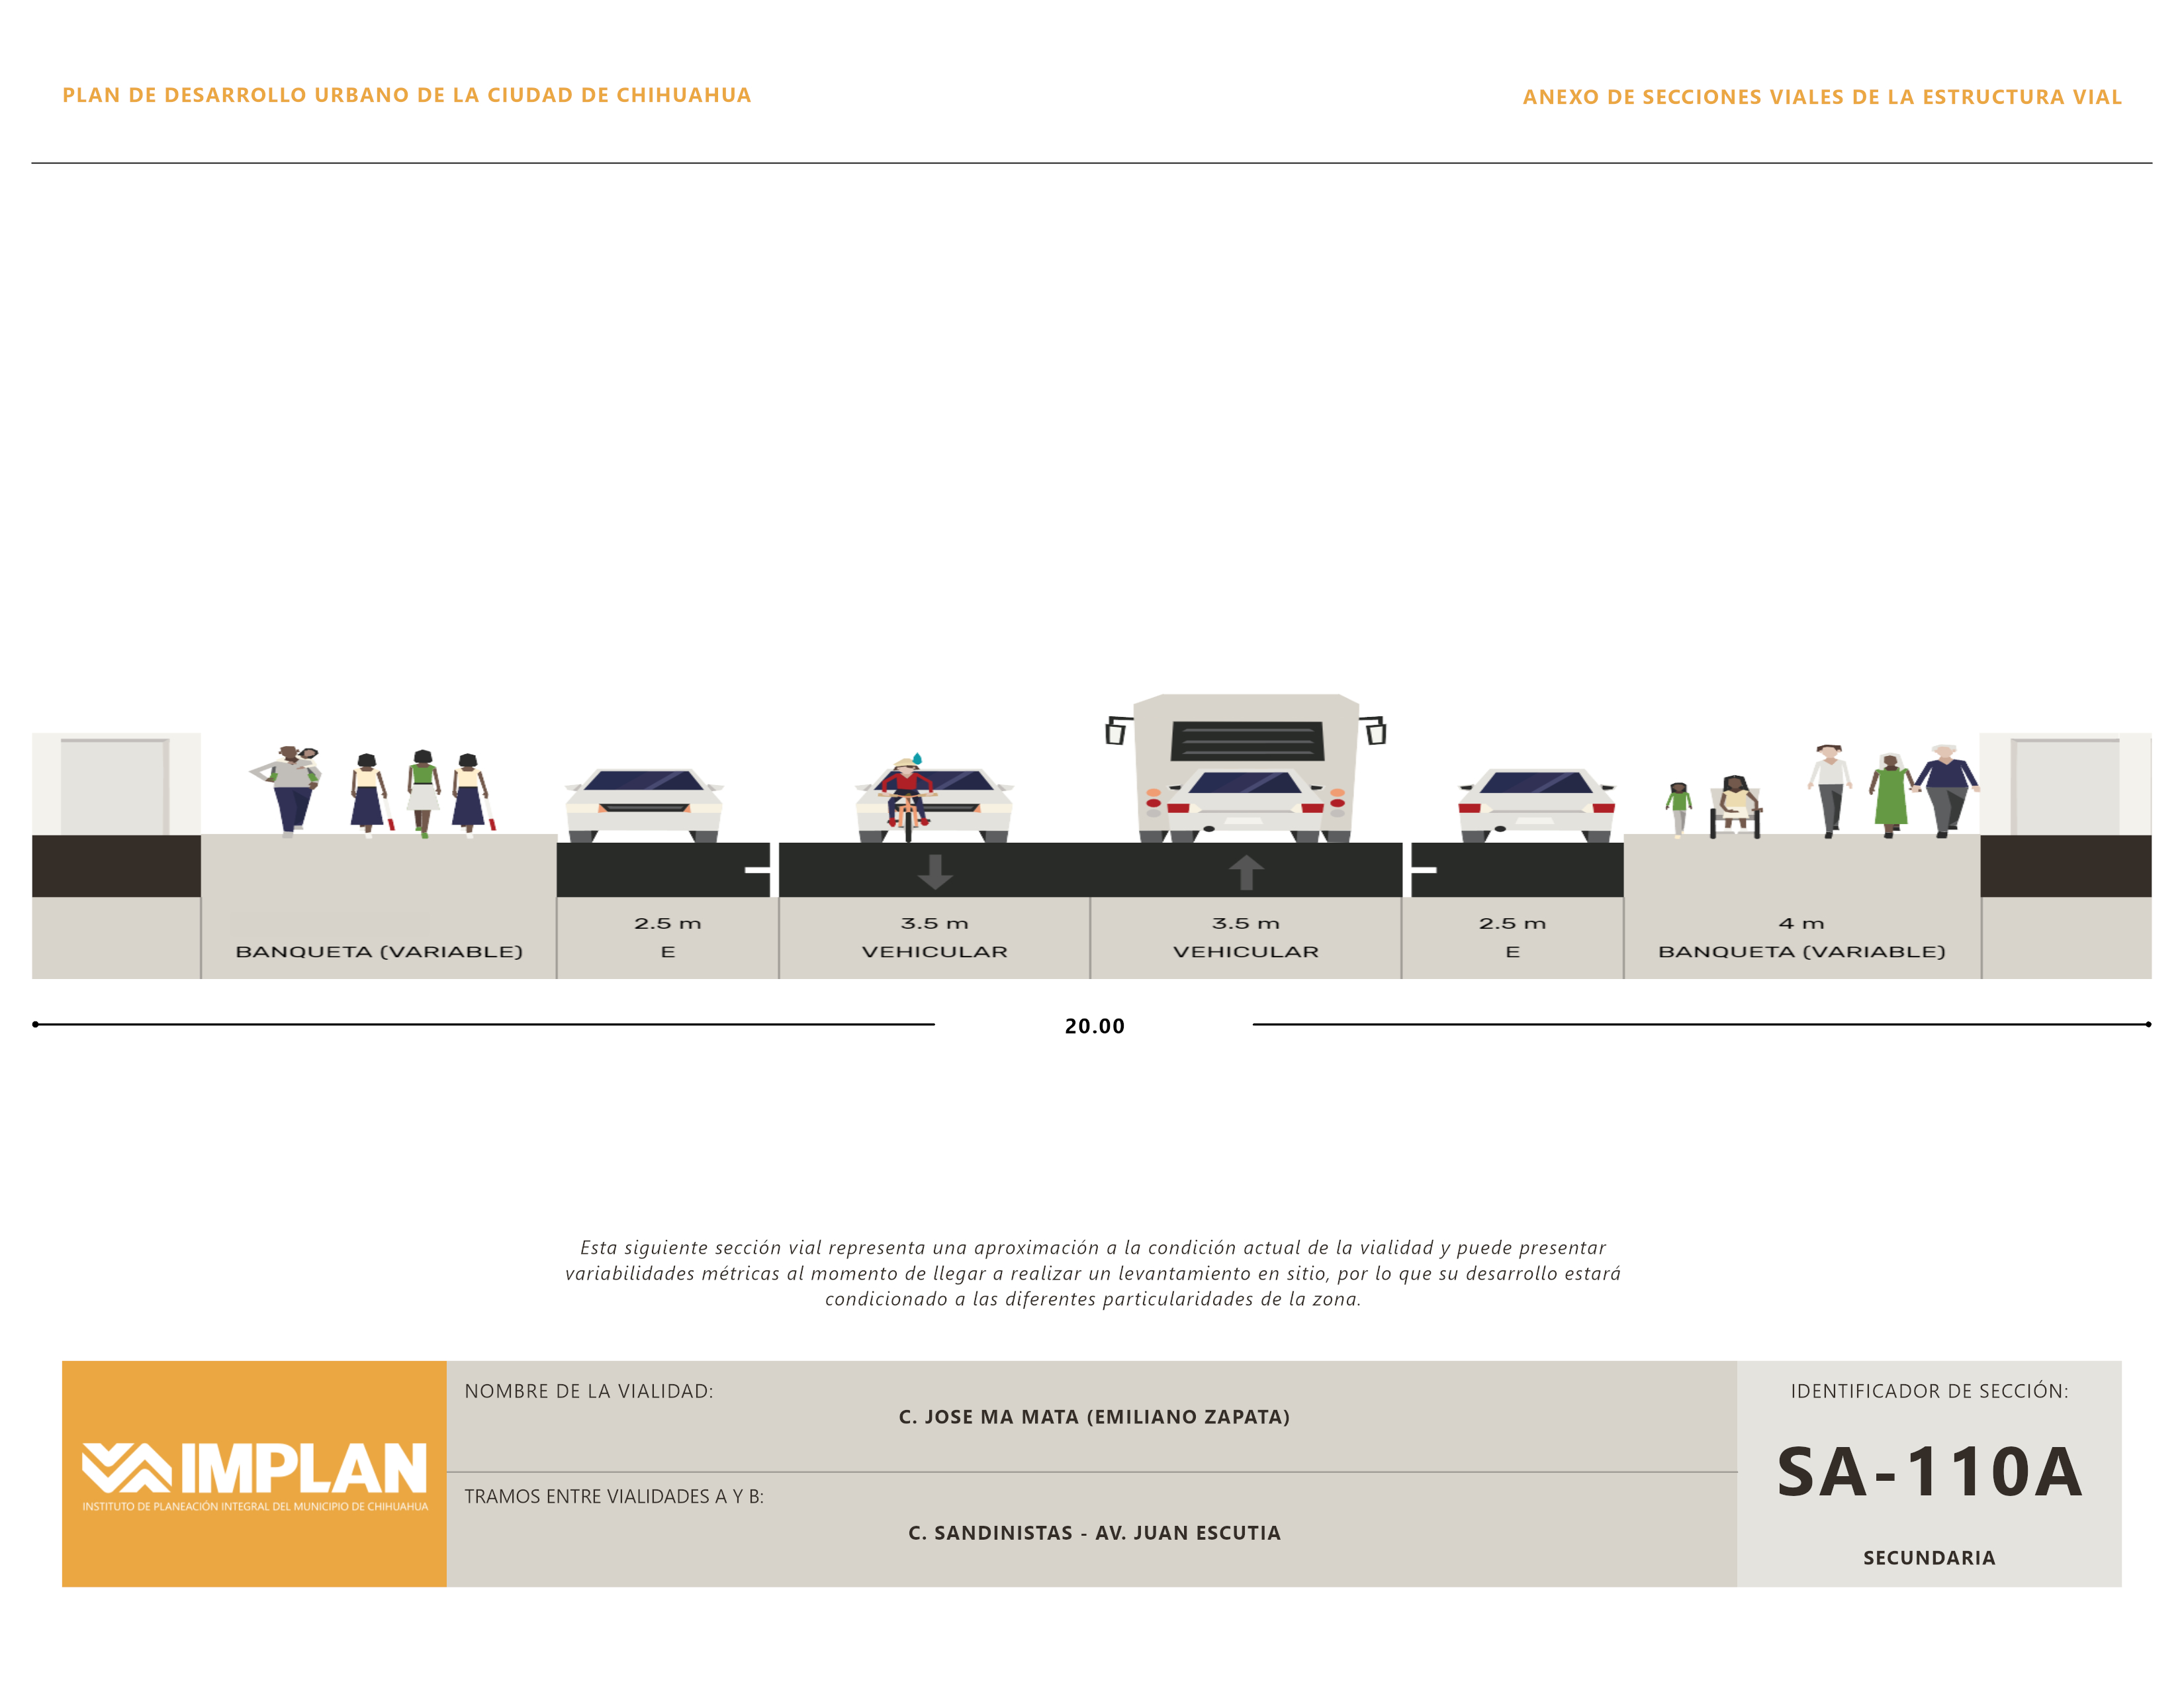 PLAN DE DESARROLLO URBANO DE LA CIUDAD DE CHIHUAHUA
ANEXO DE SECCIONES VIALES DE LA ESTRUCTURA VIAL
2.5 m
3.5 m
3.5 m
2.5 m
4 m
BANQUETA (VARIABLE)
E
VEHICULAR
VEHICULAR
E
BANQUETA (VARIABLE)
20.00
Esta siguiente sección vial representa una aproximación a la condición actual de la vialidad y puede presentar
variabilidades métricas al momento de llegar a realizar un levantamiento en sitio, por lo que su desarrollo estará
condicionado a las diferentes particularidades de la zona.
IMPLAN
INSTITUTO DE PLANEACIÓN INTEGRAL DEL MUNICIPIO DE CHIHUAHUA
NOMBRE DE LA VIALIDAD:
C. JOSE MA MATA (EMILIANO ZAPATA)
TRAMOS ENTRE VIALIDADES A Y B:
C. SANDINISTAS - AV. JUAN ESCUTIA
IDENTIFICADOR DE SECCIÓN:
SA-110A
SECUNDARIA